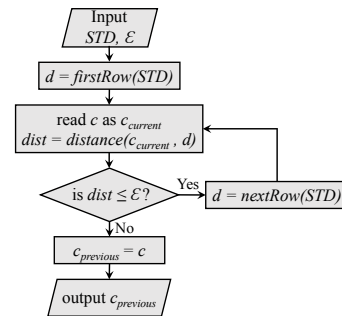 Input
STD, ℰ
d = firstRow(STD)
read c as c_current
dist = distance(c_current , d)
is dist ≤ ℰ?
Yes
d = nextRow(STD)
No
c_previous = c
output c_previous